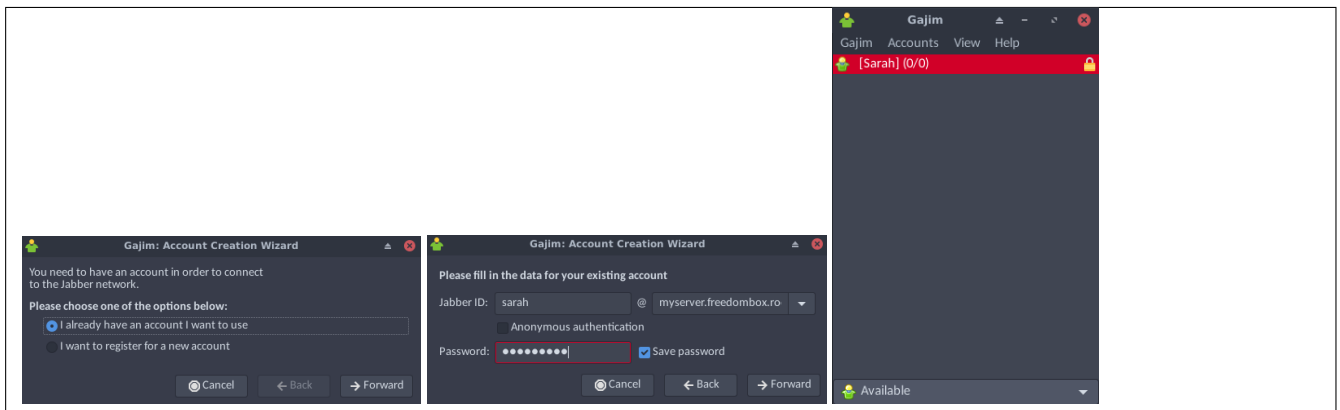 Gajim: Account Creation Wizard
You need to have an account in order to connect
to the Jabber network.
Please choose one of the options below:
I already have an account I want to use
I want to register for a new account
Cancel
Back
Forward
Gajim: Account Creation Wizard
Please fill in the data for your existing account
Jabber ID: sarah @ myserver.freedombox.ro
Anonymous authentication
Password: ●●●●●●●●● Save password
Cancel
Back
Forward
Gajim
Gajim Accounts View Help
[Sarah] (0/0)
Available